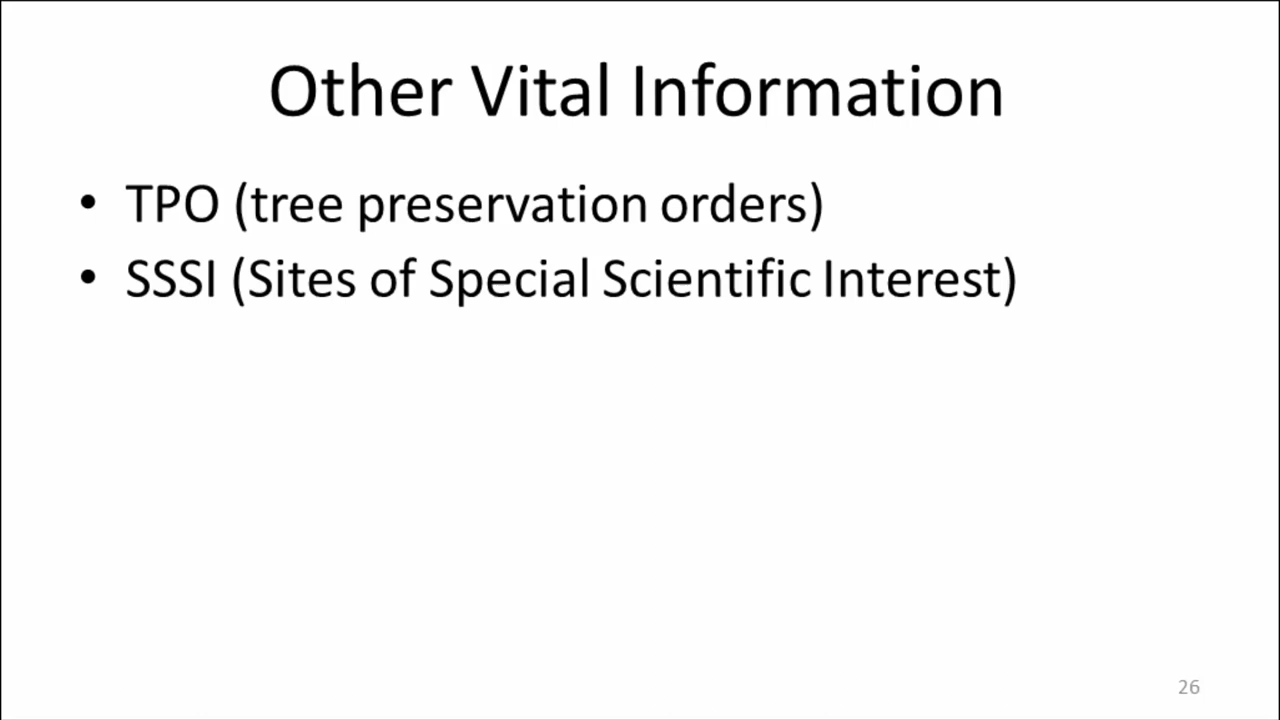 Other Vital Information
• TPO (tree preservation orders)
• SSSI (Sites of Special Scientific Interest)
26